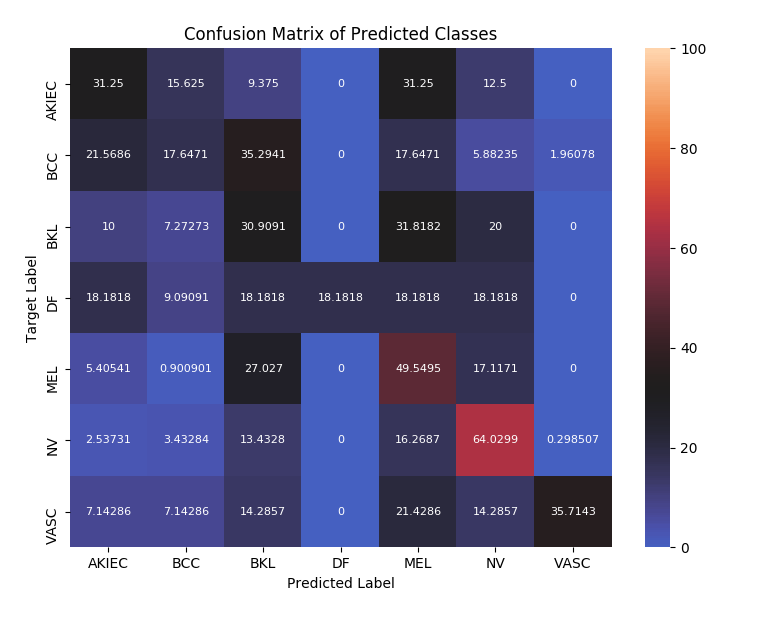 Confusion Matrix of Predicted Classes
AKIEC 31.25 15.625 9.375 0 31.25 12.5 0
BCC 21.5686 17.6471 35.2941 0 17.6471 5.88235 1.96078
BKL 10 7.27273 30.9091 0 31.8182 20 0
DF 18.1818 9.09091 18.1818 18.1818 18.1818 18.1818 0
MEL 5.40541 0.900901 27.027 0 49.5495 17.1171 0
NV 2.53731 3.43284 13.4328 0 16.2687 64.0299 0.298507
VASC 7.14286 7.14286 14.2857 0 21.4286 14.2857 35.7143
AKIEC BCC BKL DF MEL NV VASC
Predicted Label
Target Label
100
80
60
40
20
0